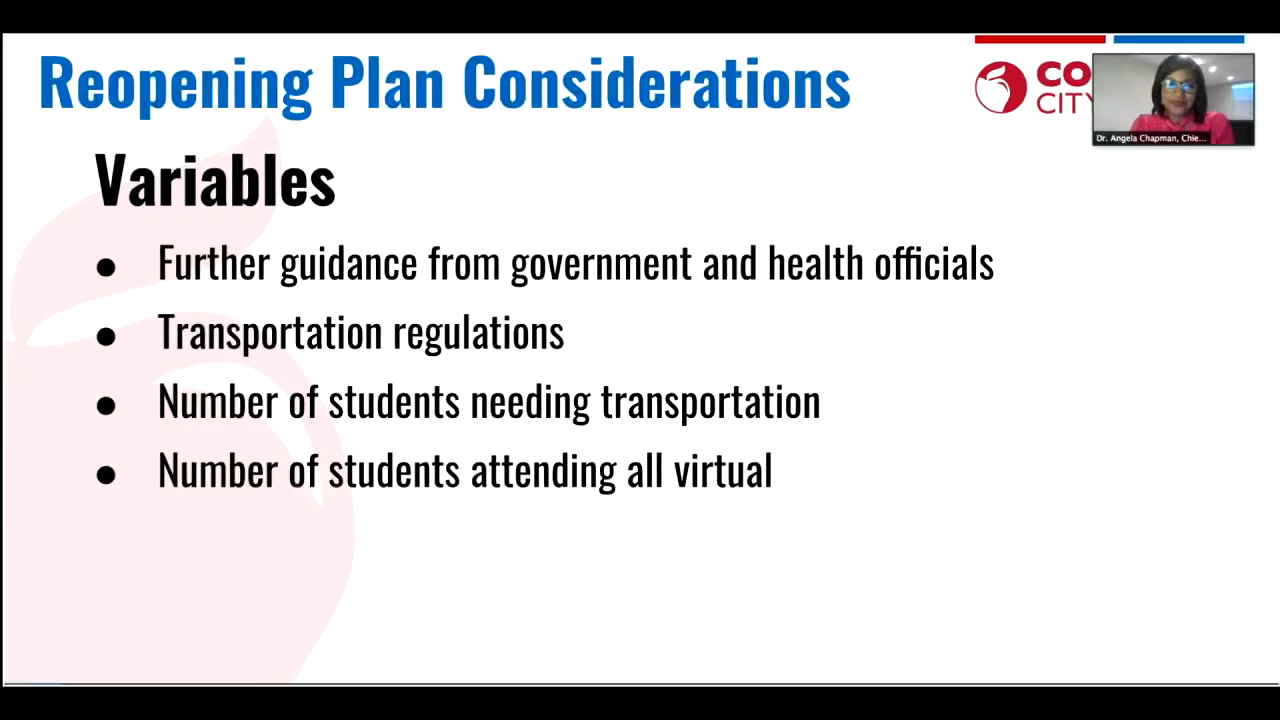 Reopening Plan Considerations
CO
CITY
Dr. Angela Chapman, Chie...
Variables
● Further guidance from government and health officials
● Transportation regulations
● Number of students needing transportation
● Number of students attending all virtual